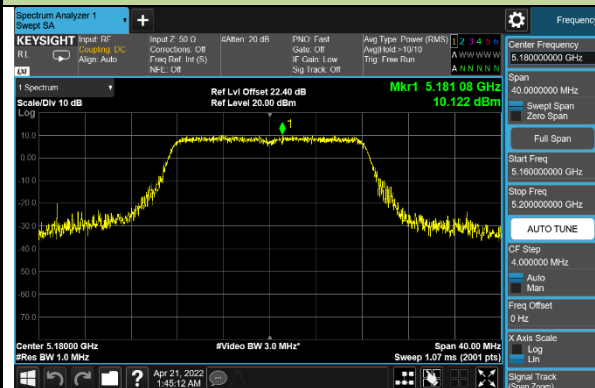 Spectrum Analyzer 1
Swept SA
+
Frequency
KEYSIGHT
RL
LXI
Input: RF
Coupling: DC
Align: Auto
Input Z: 50 Ω
Corrections: Off
Freq Ref: Int (S)
NFE: Off
#Atten: 20 dB
PNO: Fast
Gate: Off
IF Gain: Low
Sig Track: Off
Avg Type: Power (RMS)
Avg|Hold:>10/10
Trig: Free Run
1 2 3 4 5 6
A W W W W W
A N N N N N
1 Spectrum
Scale/Div 10 dB
Log
Ref Lvl Offset 22.40 dB
Ref Level 20.00 dBm
Mkr1 5.181 08 GHz
10.122 dBm
1
10.0
0.00
-10.0
-20.0
-30.0
-40.0
-50.0
-60.0
-70.0
Center 5.18000 GHz
#Res BW 1.0 MHz
#Video BW 3.0 MHz*
Span 40.00 MHz
Sweep 1.07 ms (2001 pts)
Center Frequency
5.180000000 GHz
Span
40.0000000 MHz
Swept Span
Zero Span
Full Span
Start Freq
5.160000000 GHz
Stop Freq
5.200000000 GHz
AUTO TUNE
CF Step
4.000000 MHz
Auto
Man
Freq Offset
0 Hz
X Axis Scale
Log
Lin
Signal Track
(Span Zoom)
?
Apr 21, 2022
1:45:12 AM